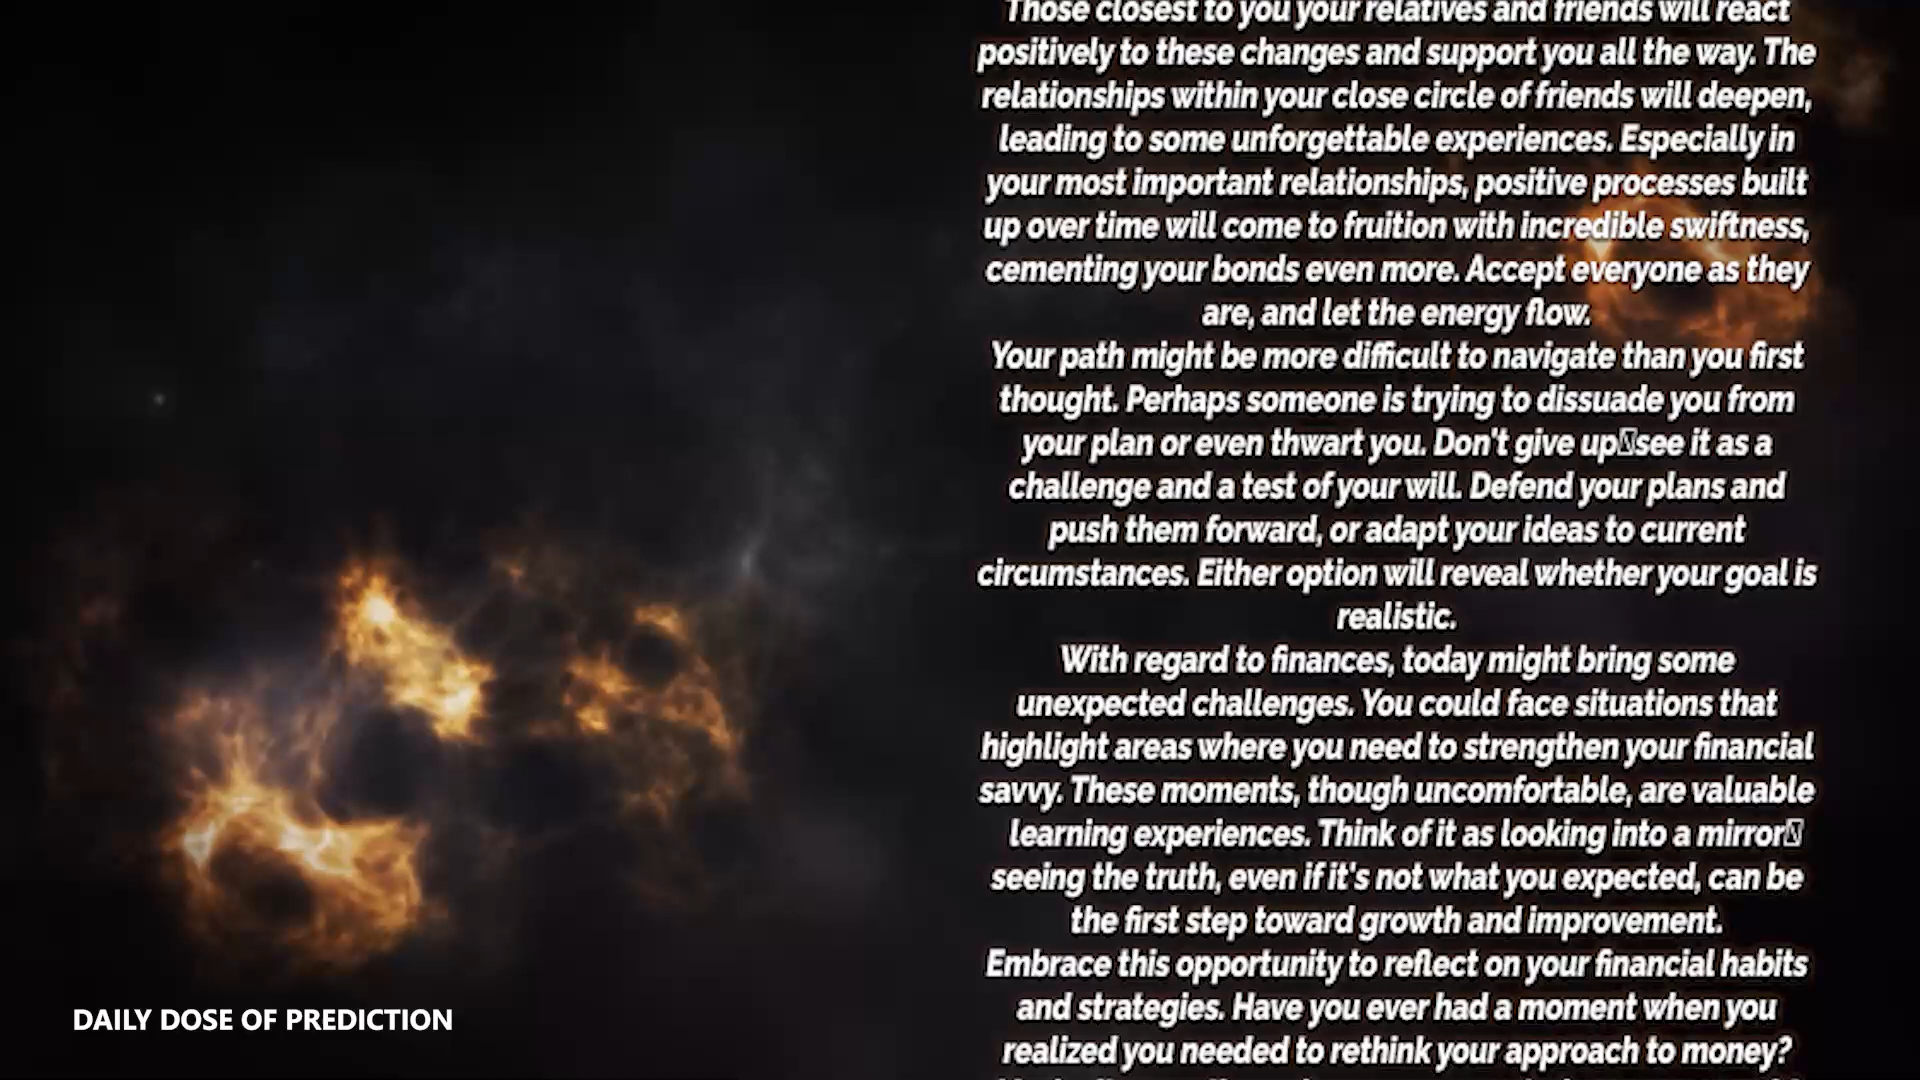 Those closest to you your relatives and friends will react
positively to these changes and support you all the way. The
relationships within your close circle of friends will deepen,
leading to some unforgettable experiences. Especially in
your most important relationships, positive processes built
up over time will come to fruition with incredible swiftness,
cementing your bonds even more. Accept everyone as they
are, and let the energy flow.
Your path might be more difficult to navigate than you first
thought. Perhaps someone is trying to dissuade you from
your plan or even thwart you. Don't give up￾see it as a
challenge and a test of your will. Defend your plans and
push them forward, or adapt your ideas to current
circumstances. Either option will reveal whether your goal is
realistic.
With regard to finances, today might bring some
unexpected challenges. You could face situations that
highlight areas where you need to strengthen your financial
savvy. These moments, though uncomfortable, are valuable
learning experiences. Think of it as looking into a mirror￾
seeing the truth, even if it's not what you expected, can be
the first step toward growth and improvement.
Embrace this opportunity to reflect on your financial habits
and strategies. Have you ever had a moment when you
realized you needed to rethink your approach to money?
DAILY DOSE OF PREDICTION